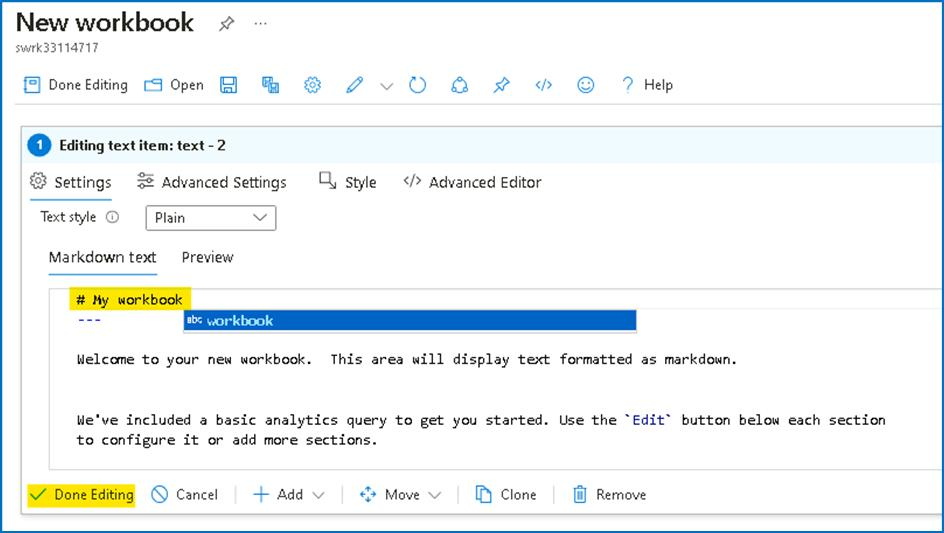 New workbook ...
swrk33114717
Done Editing Open Help
1 Editing text item: text - 2
Settings Advanced Settings Style </> Advanced Editor
Text style Plain
Markdown text Preview
# My workbook
---
abc workbook
Welcome to your new workbook. This area will display text formatted as markdown.
We've included a basic analytics query to get you started. Use the `Edit` button below each section
to configure it or add more sections.
Done Editing Cancel Add Move Clone Remove